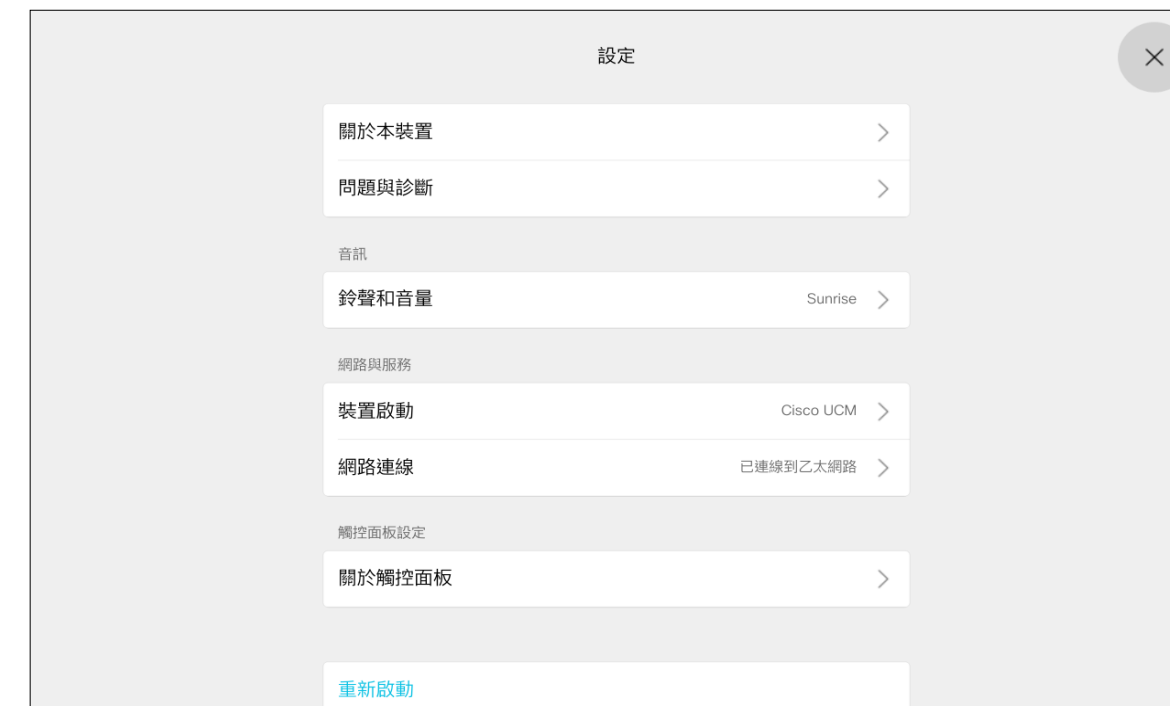 設定
關於本裝置
問題與診斷
音訊
鈴聲和音量 Sunrise
網路與服務
裝置啟動 Cisco UCM
網路連線 已連線到乙太網路
觸控面板設定
關於觸控面板
重新啟動